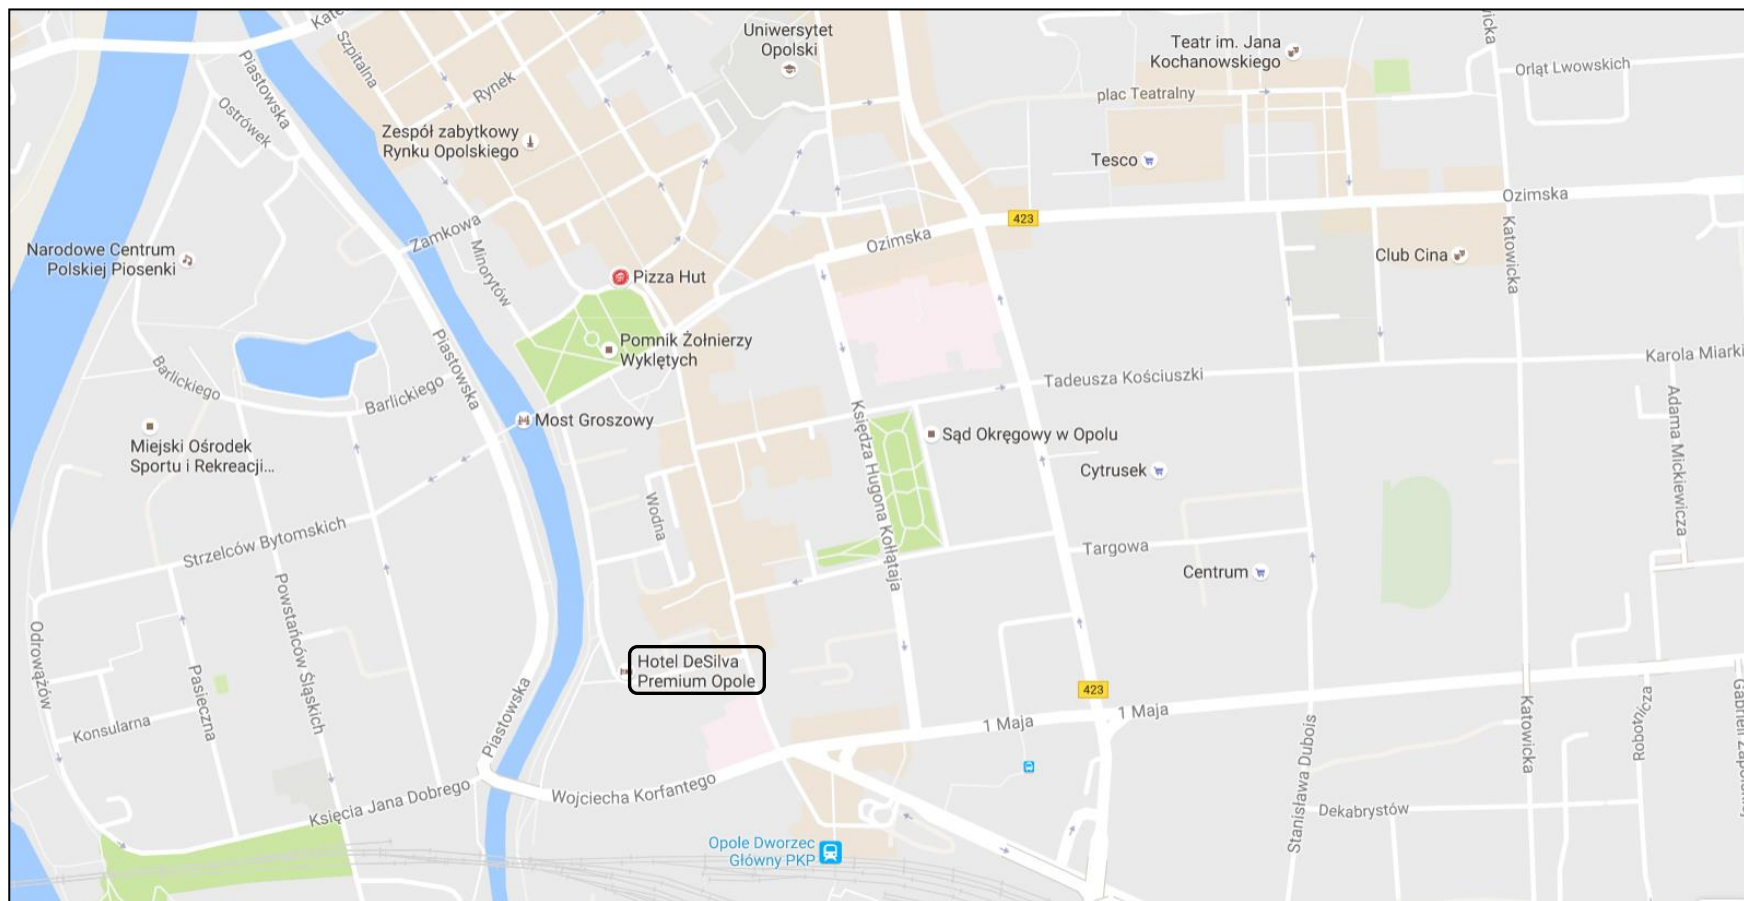 Uniwersytet
Opolski
Teatr im. Jana
Kochanowskiego
Orląt Lwowskich
Szpitalna
Piastowska
Rynek
plac Teatralny
Ostrówek
Zespół zabytkowy
Rynku Opolskiego
Tesco
Ozimska
423
Ozimska
Zamkowa
Minorytów
Narodowe Centrum
Polskiej Piosenki
Club Cina
Katowicka
Pizza Hut
Pomnik Żołnierzy
Wyklętych
Piastowska
Barlickiego
Barlickiego
Karola Miarki
Tadeusza Kościuszki
Adama Mickiewicza
Most Groszowy
Księdza Hugona Kołłątaja
Sąd Okręgowy w Opolu
Miejski Ośrodek
Sportu i Rekreacji...
Cytrusek
Wodna
Strzelców Bytomskich
Targowa
Centrum
Powstańców Śląskich
Odrowążów
Pasieczna
Hotel DeSilva
Premium Opole
423
1 Maja
1 Maja
Konsularna
Piastowska
Katowicka
Robotnicza
Stanisława Dubois
Wojciecha Korfantego
Księcia Jana Dobrego
Dekabrystów
Opole Dworzec
Główny PKP